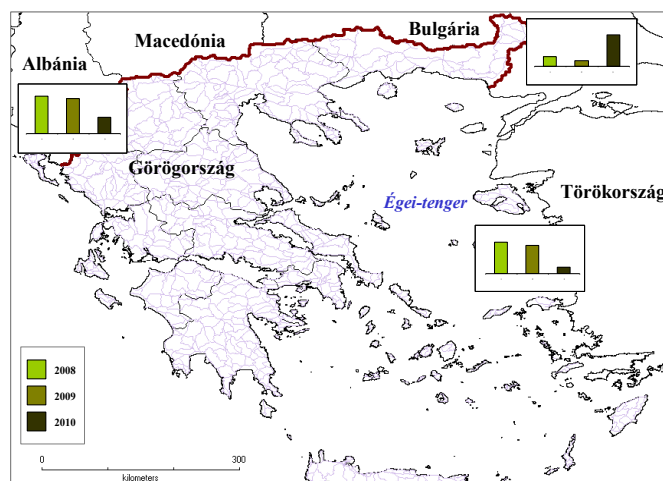 Bulgária
Macedónia
Albánia
Görögország
Égei-tenger
Törökország
2008
2009
2010
0 300
kilometers